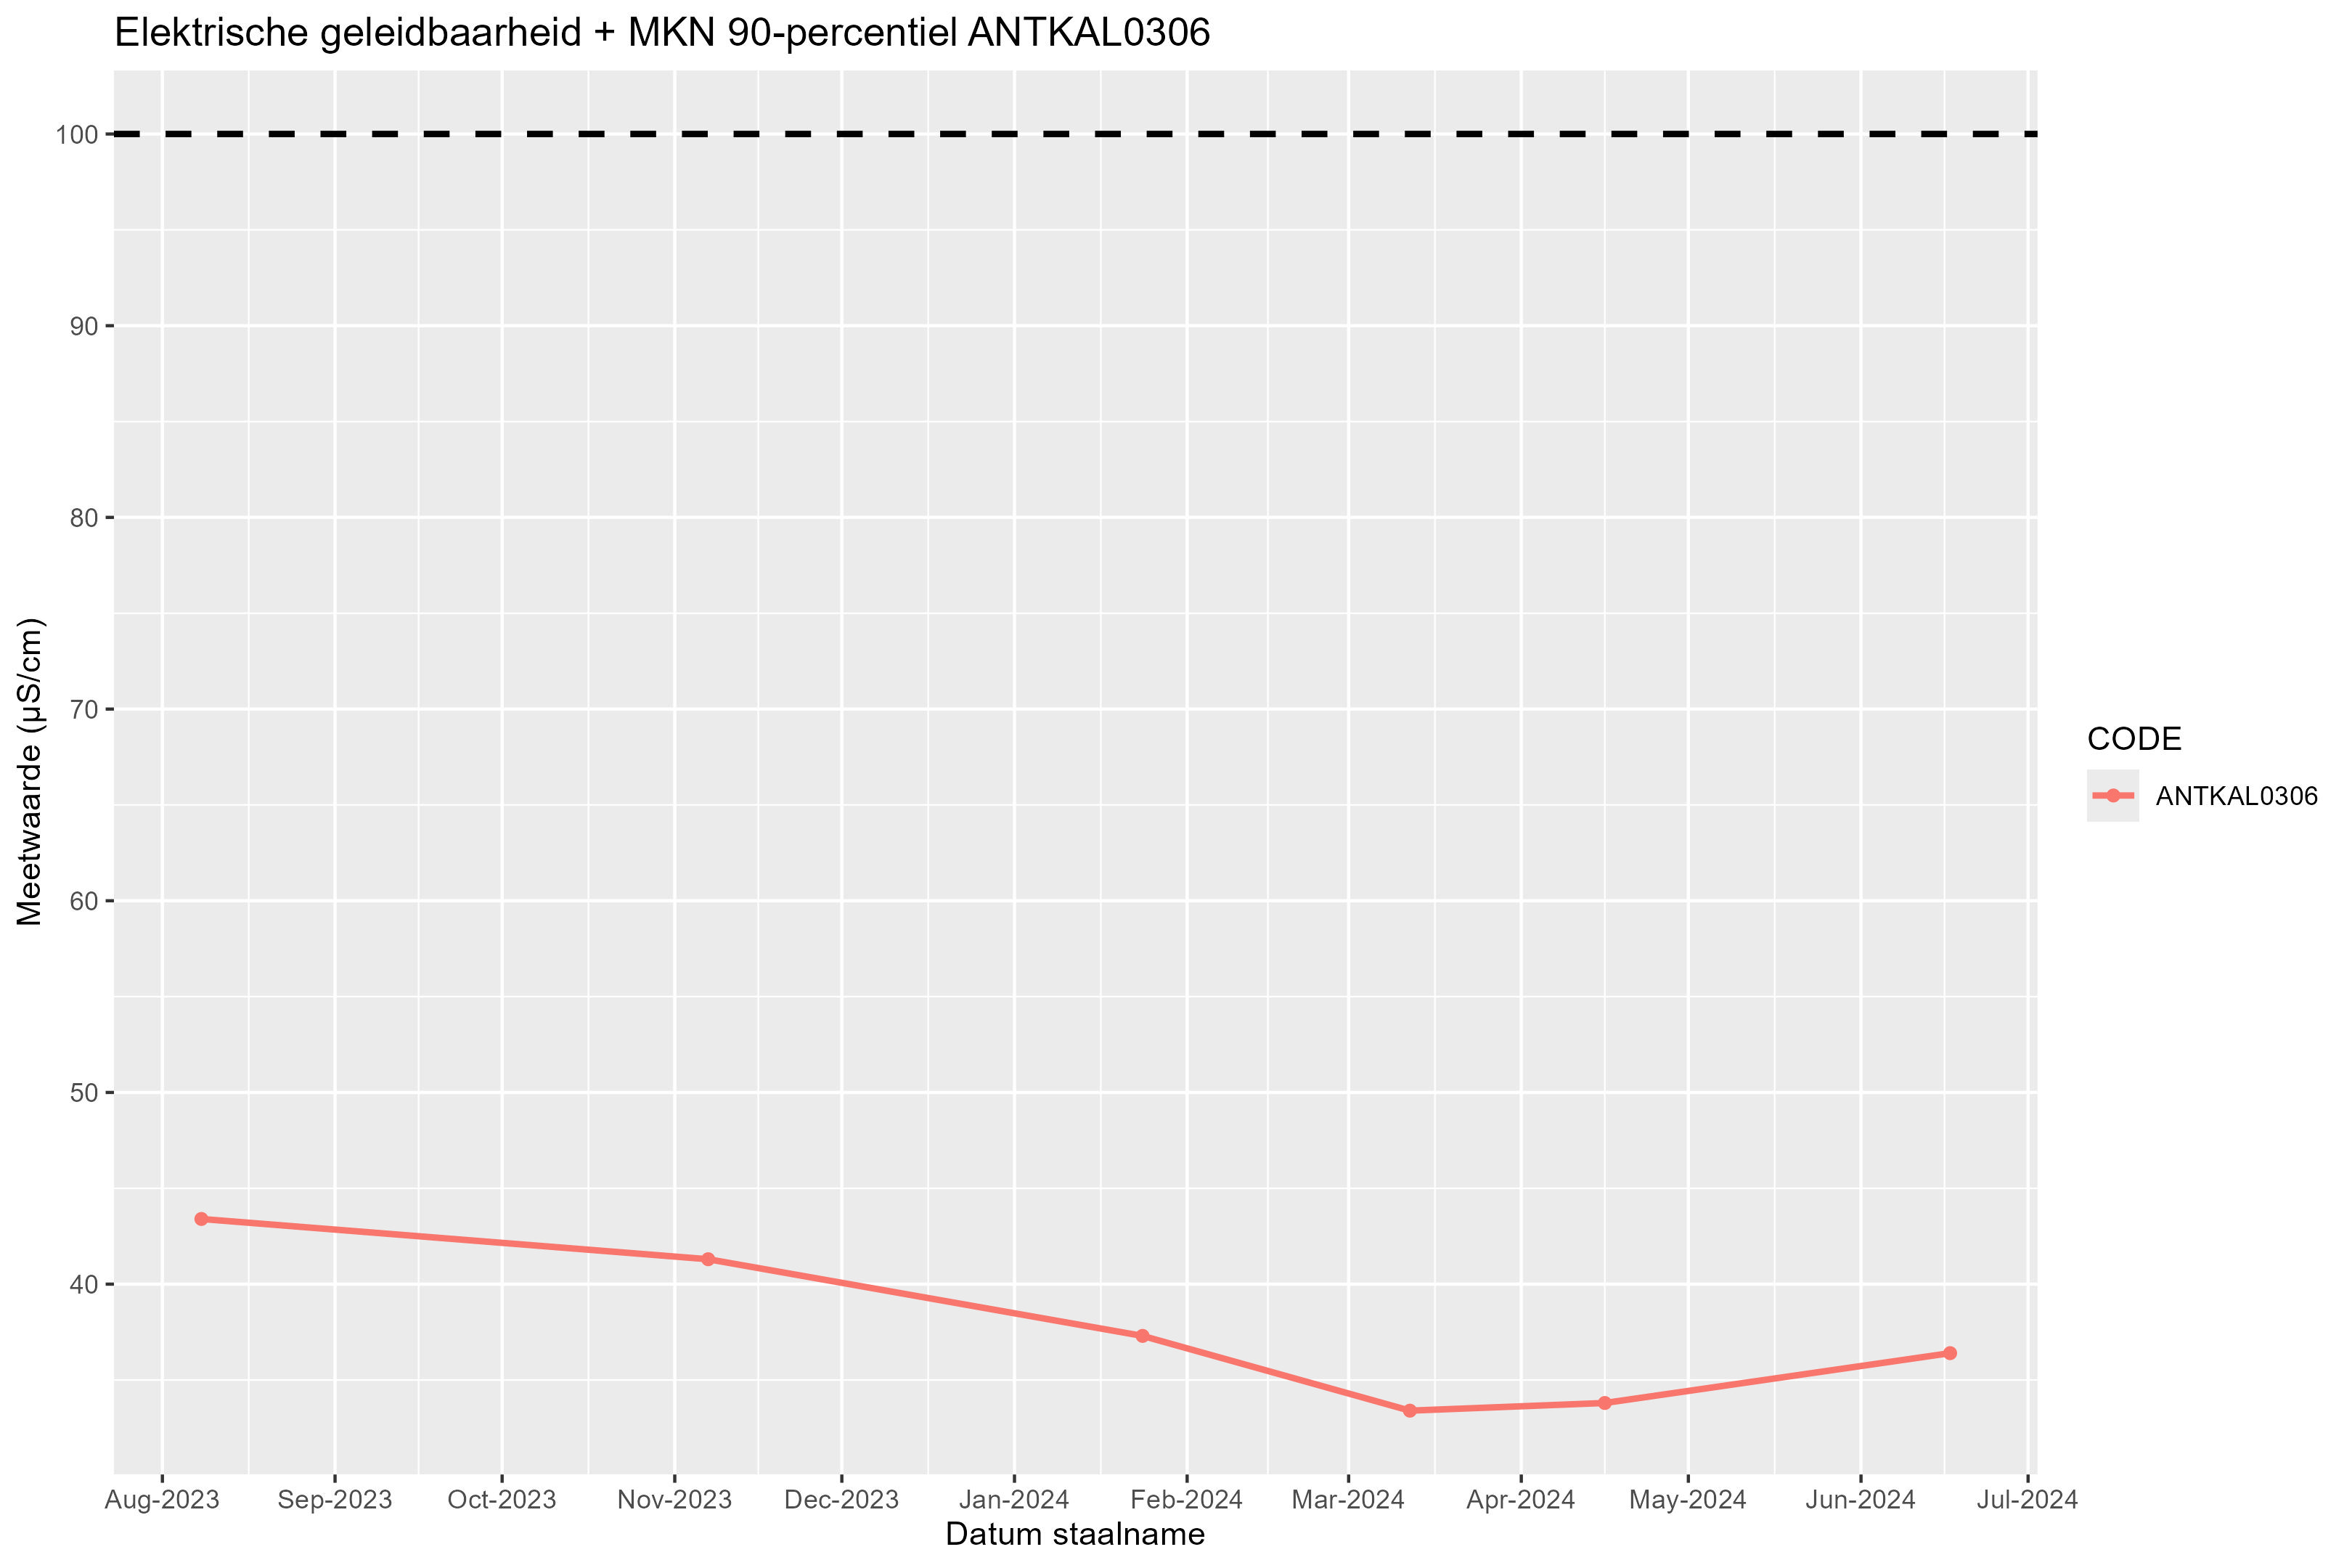 Elektrische geleidbaarheid + MKN 90-percentiel ANTKAL0306
Meetwaarde (µS/cm)
100
90
80
70
60
50
40
Aug-2023 Sep-2023 Oct-2023 Nov-2023 Dec-2023 Jan-2024 Feb-2024 Mar-2024 Apr-2024 May-2024 Jun-2024 Jul-2024
Datum staalname
CODE
ANTKAL0306